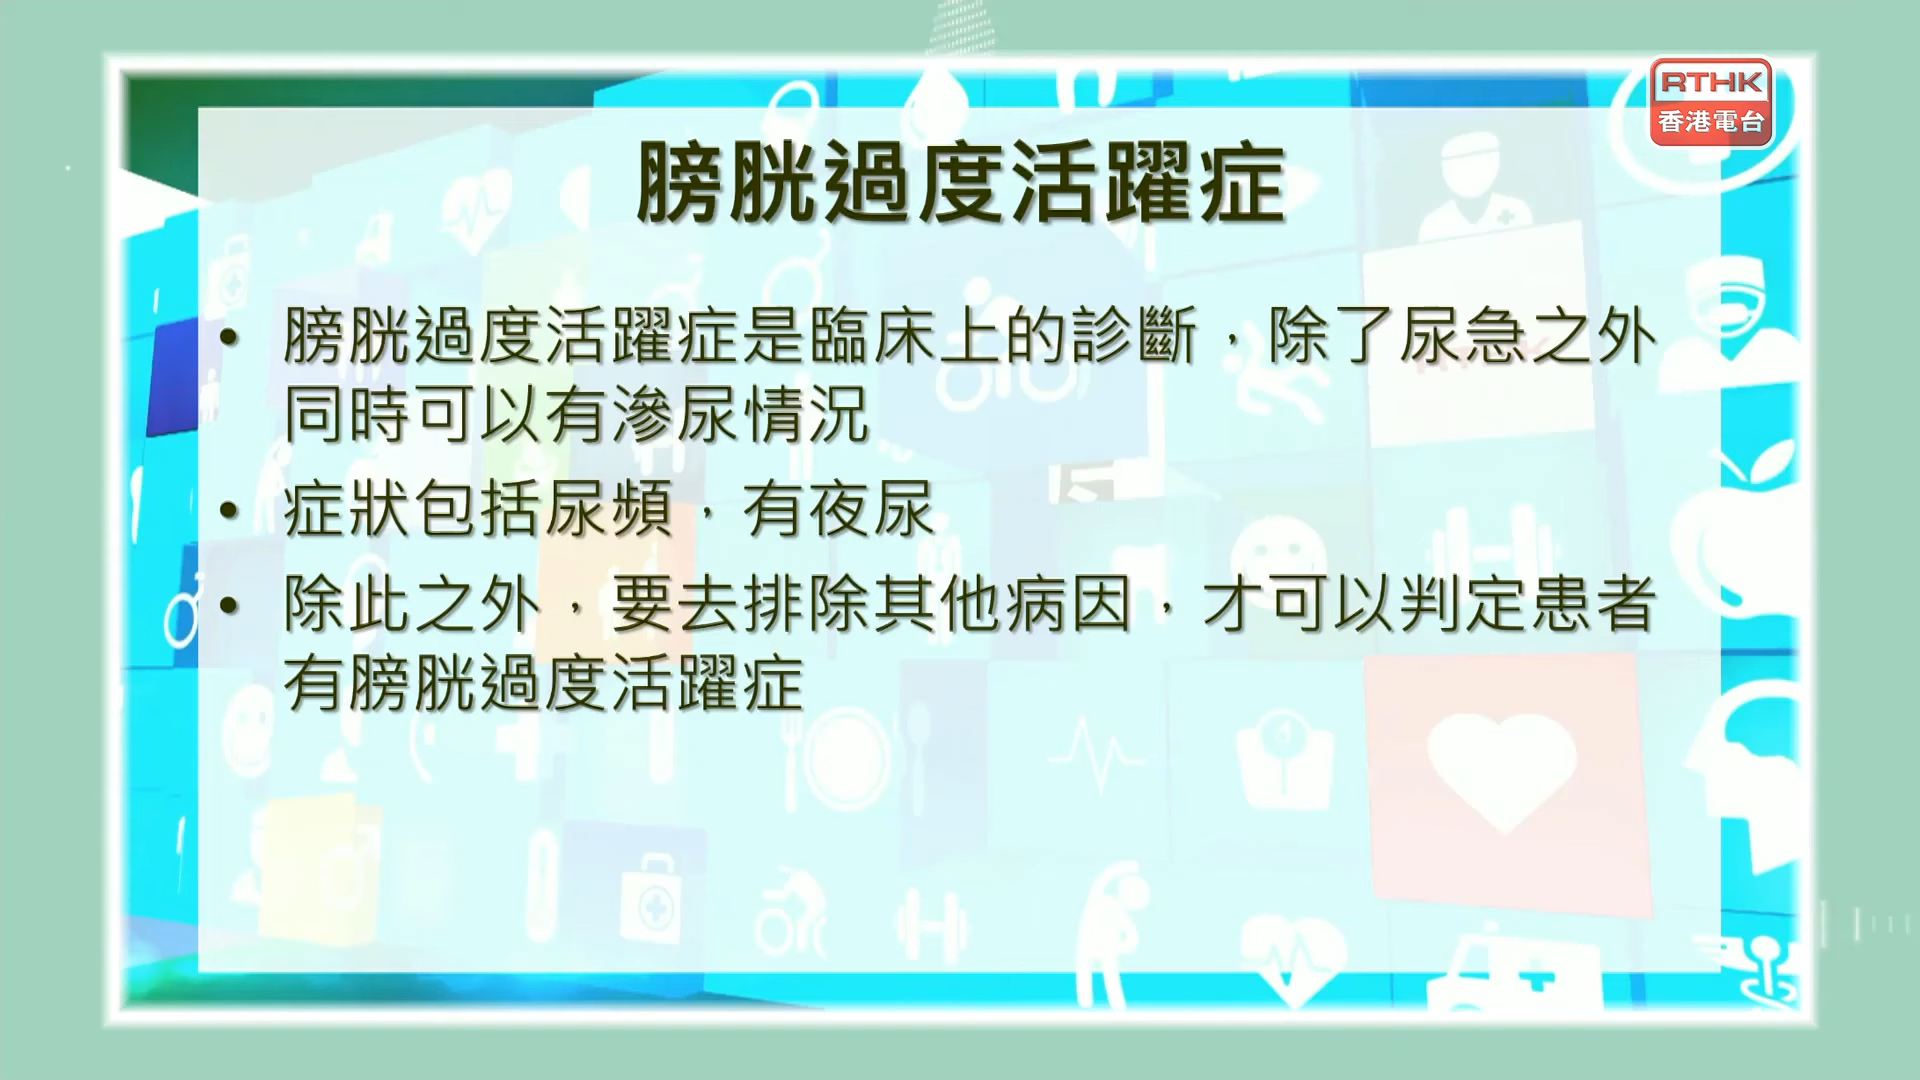 RTHK
香港電台
膀胱過度活躍症
• 膀胱過度活躍症是臨床上的診斷，除了尿急之外
同時可以有滲尿情況
• 症狀包括尿頻，有夜尿
• 除此之外，要去排除其他病因，才可以判定患者
有膀胱過度活躍症